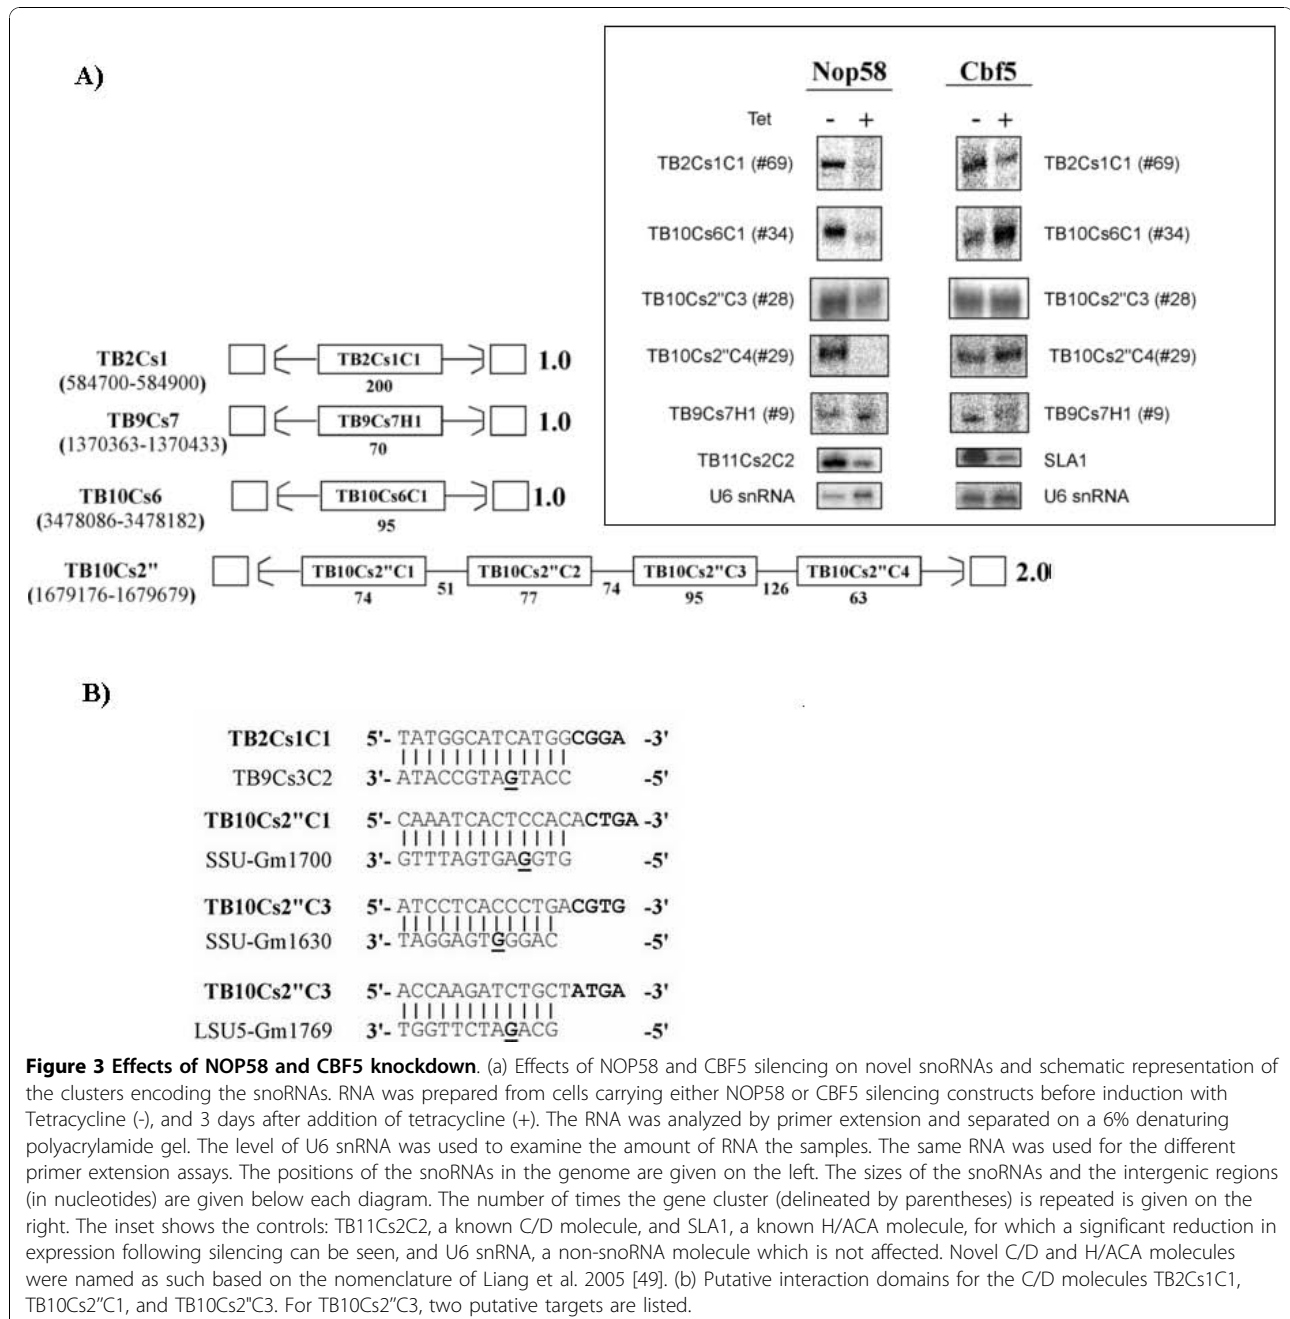 A)
Nop58 Cbf5
Tet - + - +
TB2Cs1C1 (#69) TB2Cs1C1 (#69)
TB10Cs6C1 (#34) TB10Cs6C1 (#34)
TB10Cs2"C3 (#28) TB10Cs2"C3 (#28)
TB10Cs2"C4(#29) TB10Cs2"C4(#29)
TB9Cs7H1 (#9) TB9Cs7H1 (#9)
TB11Cs2C2 SLA1
U6 snRNA U6 snRNA
TB2Cs1 TB2Cs1C1 1.0
(584700-584900) 200
TB9Cs7 TB9Cs7H1 1.0
(1370363-1370433) 70
TB10Cs6 TB10Cs6C1 1.0
(3478086-3478182) 95
TB10Cs2" TB10Cs2"C1 TB10Cs2"C2 TB10Cs2"C3 TB10Cs2"C4 2.0
(1679176-1679679) 74 51 77 74 95 126 63
B)
TB2Cs1C1 5'- TATGGCATCATGGCGGA -3'
TB9Cs3C2 3'- ATACCGTAGTACC -5'
TB10Cs2"C1 5'- CAAATCACTCCACACTGA -3'
SSU-Gm1700 3'- GTTTAGTGAGGTG -5'
TB10Cs2"C3 5'- ATCCTCACCCTGACGTG -3'
SSU-Gm1630 3'- TAGGAGTGGGAC -5'
TB10Cs2"C3 5'- ACCAAGATCTGCTATGA -3'
LSU5-Gm1769 3'- TGGTTCTAGACG -5'
Figure 3 Effects of NOP58 and CBF5 knockdown. (a) Effects of NOP58 and CBF5 silencing on novel snoRNAs and schematic representation of
the clusters encoding the snoRNAs. RNA was prepared from cells carrying either NOP58 or CBF5 silencing constructs before induction with
Tetracycline (-), and 3 days after addition of tetracycline (+). The RNA was analyzed by primer extension and separated on a 6% denaturing
polyacrylamide gel. The level of U6 snRNA was used to examine the amount of RNA the samples. The same RNA was used for the different
primer extension assays. The positions of the snoRNAs in the genome are given on the left. The sizes of the snoRNAs and the intergenic regions
(in nucleotides) are given below each diagram. The number of times the gene cluster (delineated by parentheses) is repeated is given on the
right. The inset shows the controls: TB11Cs2C2, a known C/D molecule, and SLA1, a known H/ACA molecule, for which a significant reduction in
expression following silencing can be seen, and U6 snRNA, a non-snoRNA molecule which is not affected. Novel C/D and H/ACA molecules
were named as such based on the nomenclature of Liang et al. 2005 [49]. (b) Putative interaction domains for the C/D molecules TB2Cs1C1,
TB10Cs2"C1, and TB10Cs2"C3. For TB10Cs2"C3, two putative targets are listed.